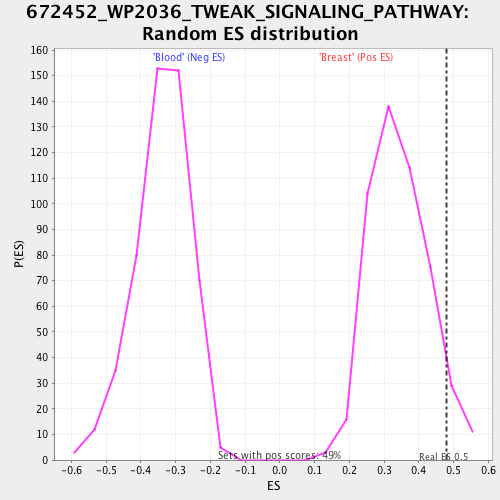 672452_WP2036_TWEAK_SIGNALING_PATHWAY:
Random ES distribution
'Blood' (Neg ES)
'Breast' (Pos ES)
160
150
140
130
120
110
100
90
80
70
60
50
40
30
20
10
0
P(ES)
Sets with pos scores: 49%
Real ES 0.5
-0.6 -0.5 -0.4 -0.3 -0.2 -0.1 0.0 0.1 0.2 0.3 0.4 0.5 0.6
ES